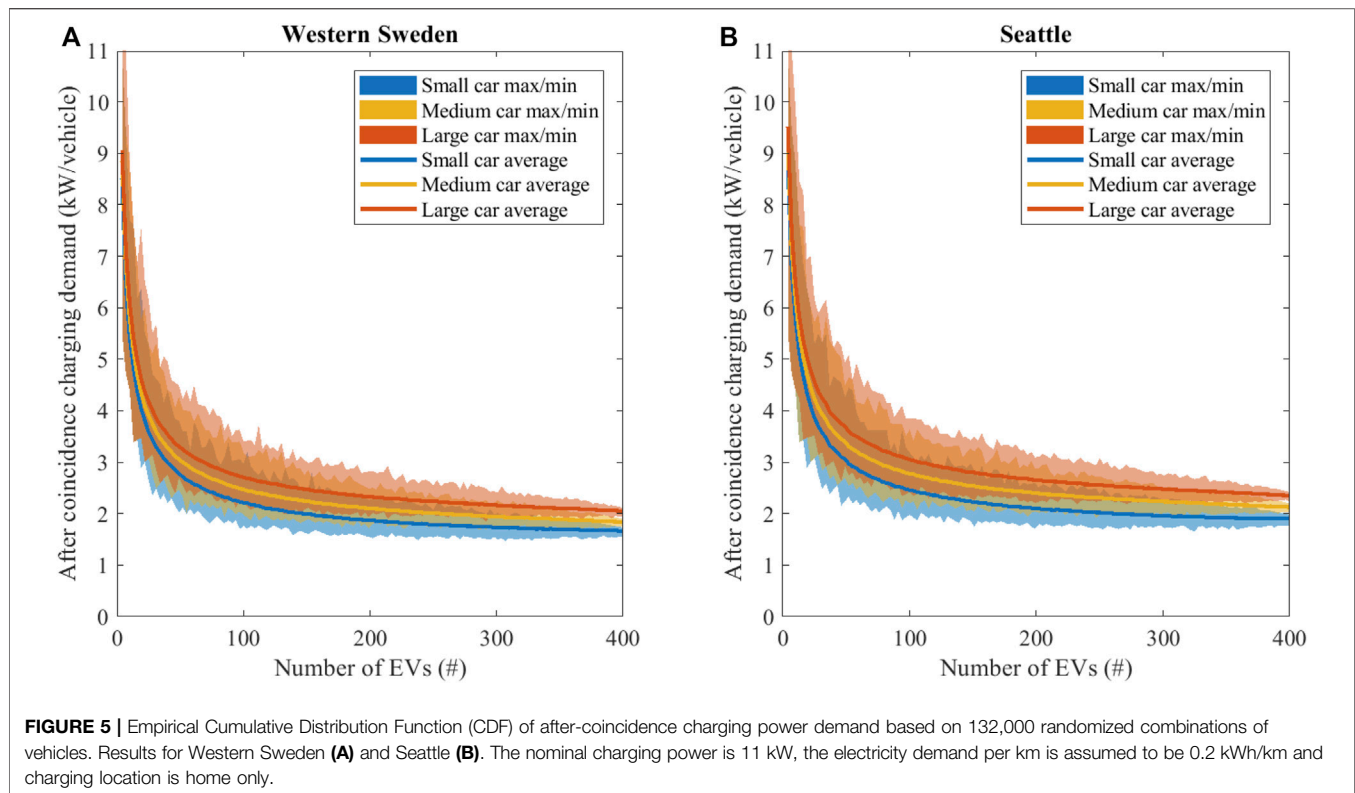 A
Western Sweden
11
10
9
8
7
6
5
4
3
2
1
0
After coincidence charging demand (kW/vehicle)
Small car max/min
Medium car max/min
Large car max/min
Small car average
Medium car average
Large car average
0 100 200 300 400
Number of EVs (#)
B
Seattle
11
10
9
8
7
6
5
4
3
2
1
0
After coincidence charging demand (kW/vehicle)
Small car max/min
Medium car max/min
Large car max/min
Small car average
Medium car average
Large car average
0 100 200 300 400
Number of EVs (#)
FIGURE 5 | Empirical Cumulative Distribution Function (CDF) of after-coincidence charging power demand based on 132,000 randomized combinations of
vehicles. Results for Western Sweden (A) and Seattle (B). The nominal charging power is 11 kW, the electricity demand per km is assumed to be 0.2 kWh/km and
charging location is home only.